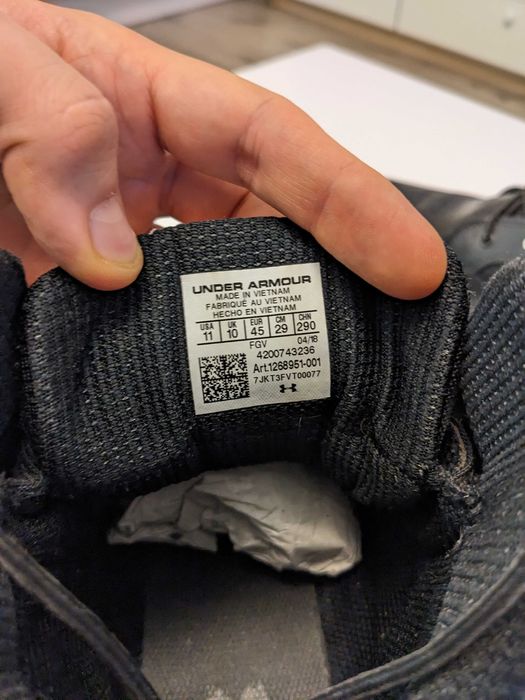 UNDER ARMOUR
MADE IN VIETNAM
FABRIQUÉ AU VIETNAM
HECHO EN VIETNAM
USA UK EUR CM CHN
11 10 45 29 290
FGV 04/18
4200743236
Art.1268951-001
7JKT3FVT00077